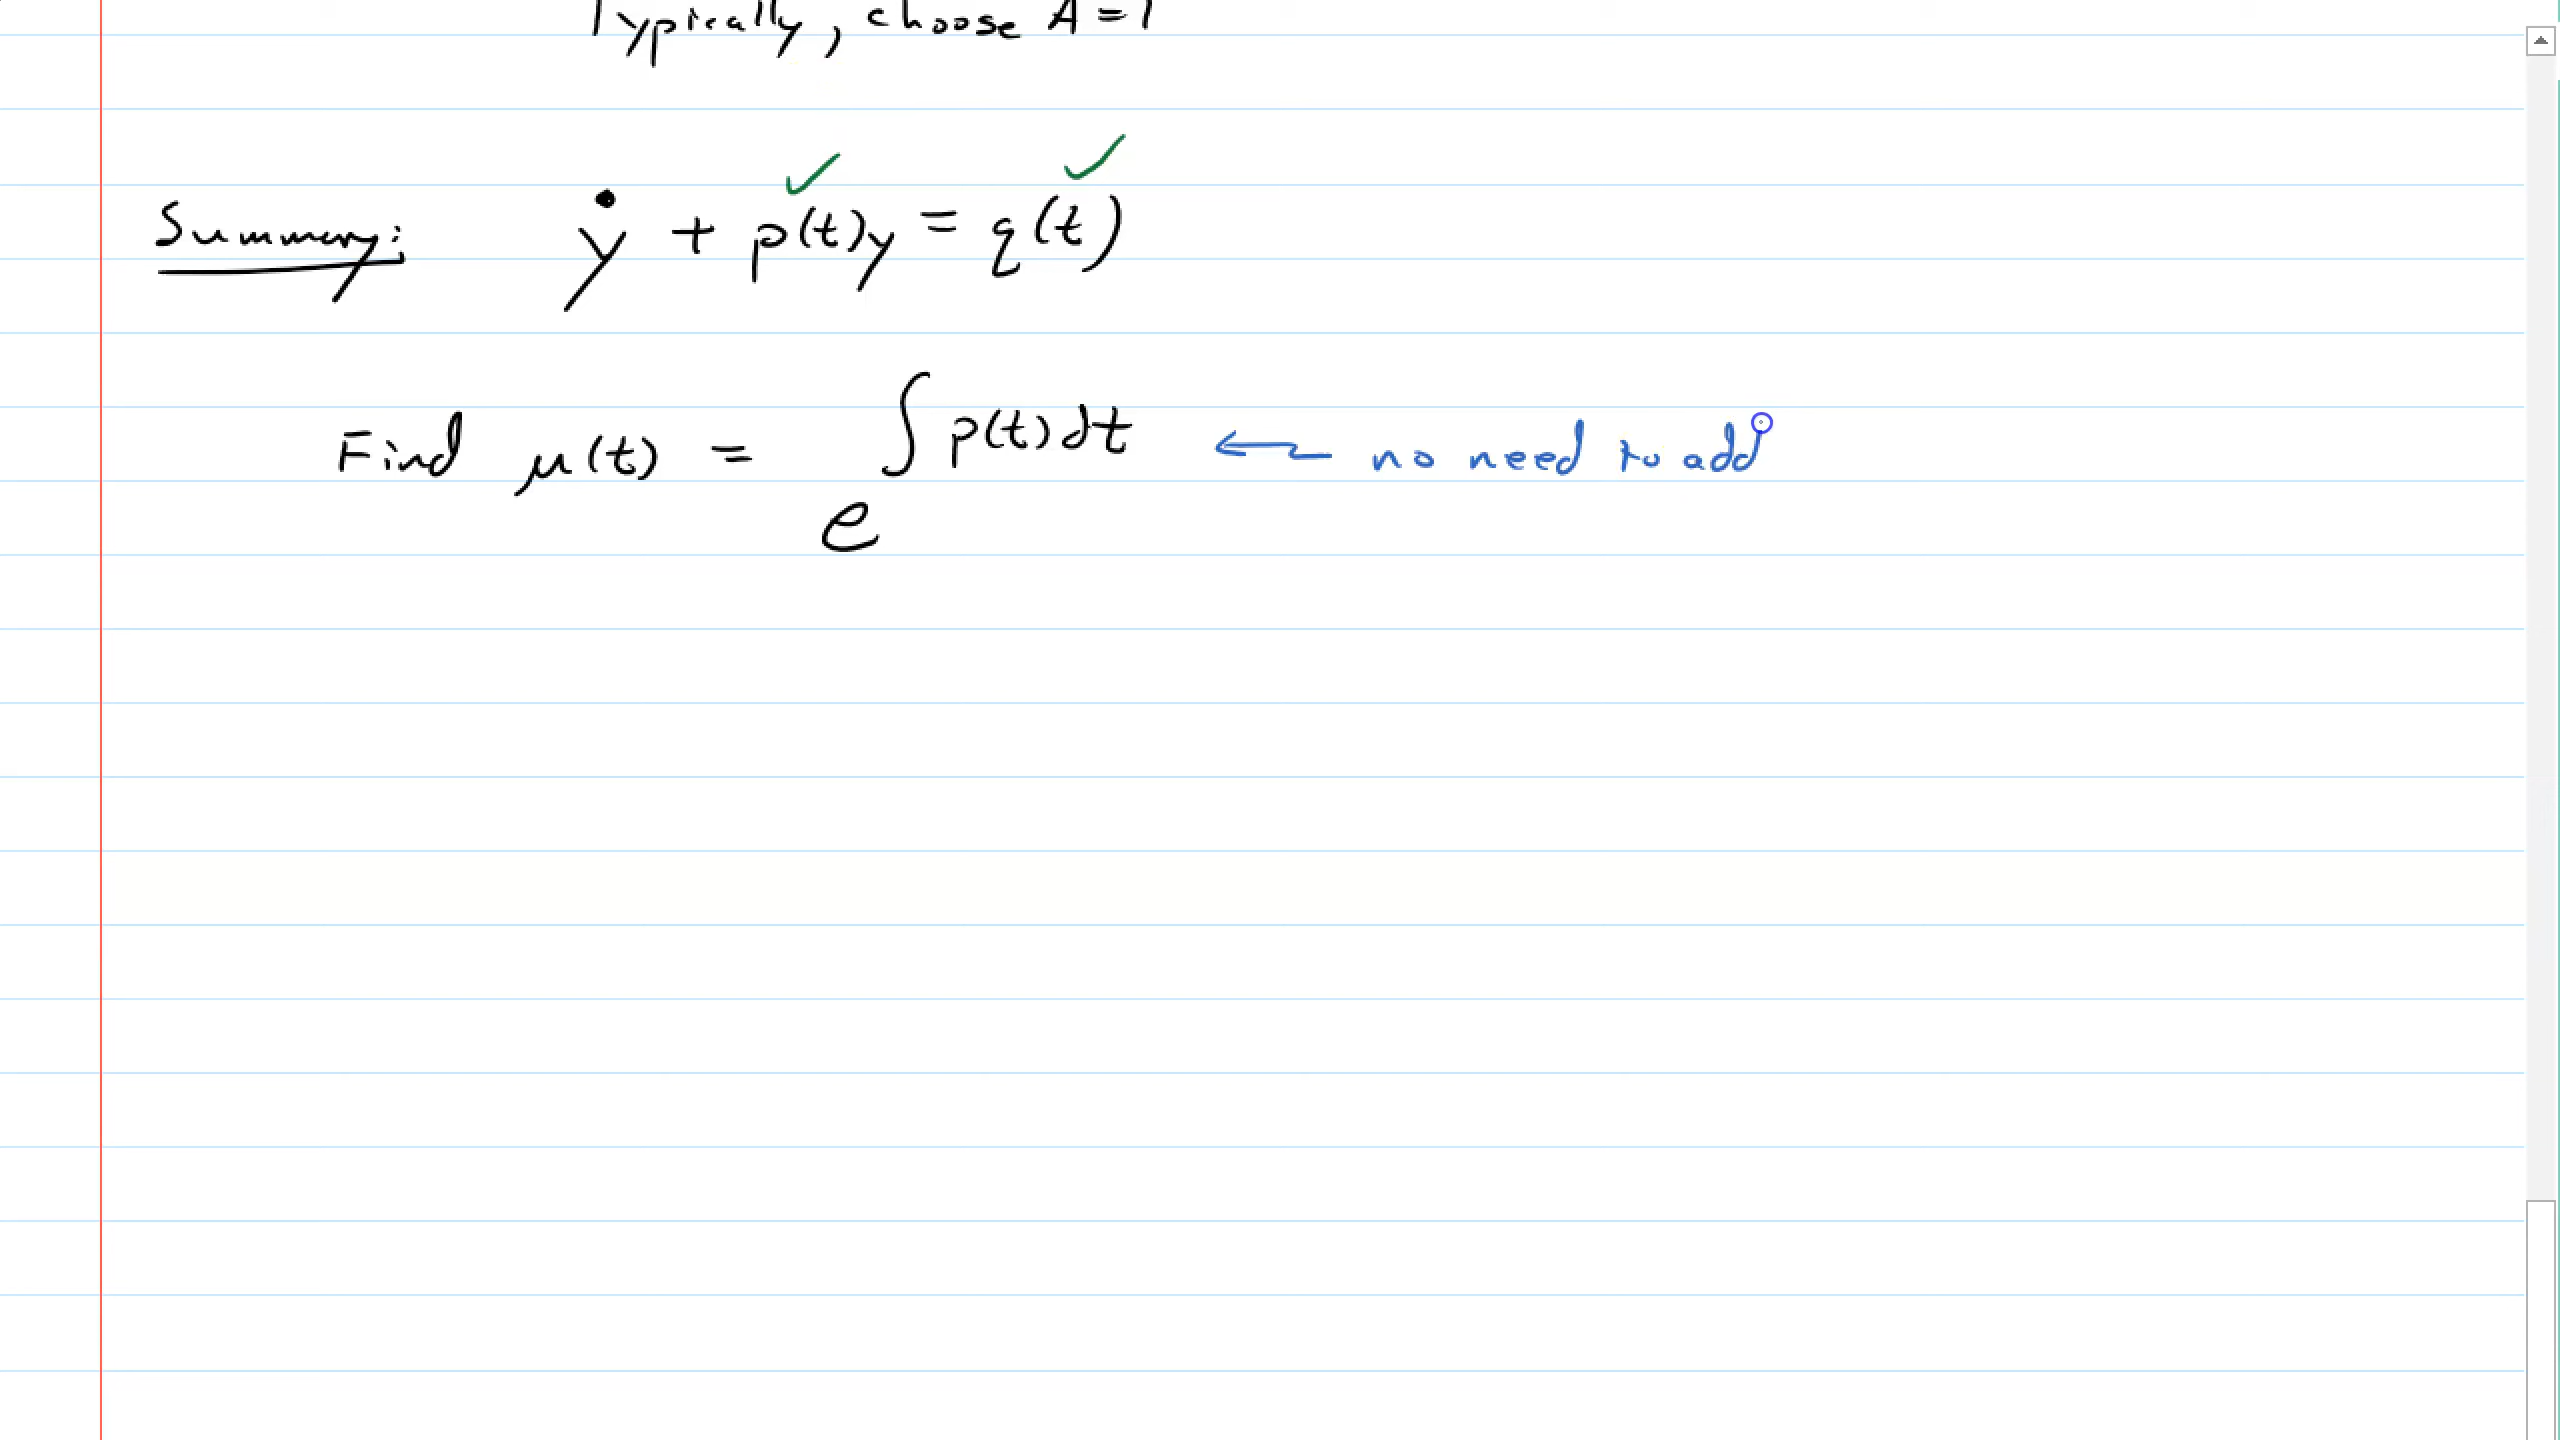 Typically, choose A = 1
Summary: ẏ + p(t)y = q(t)
Find μ(t) = e^∫p(t)dt ← no need to add